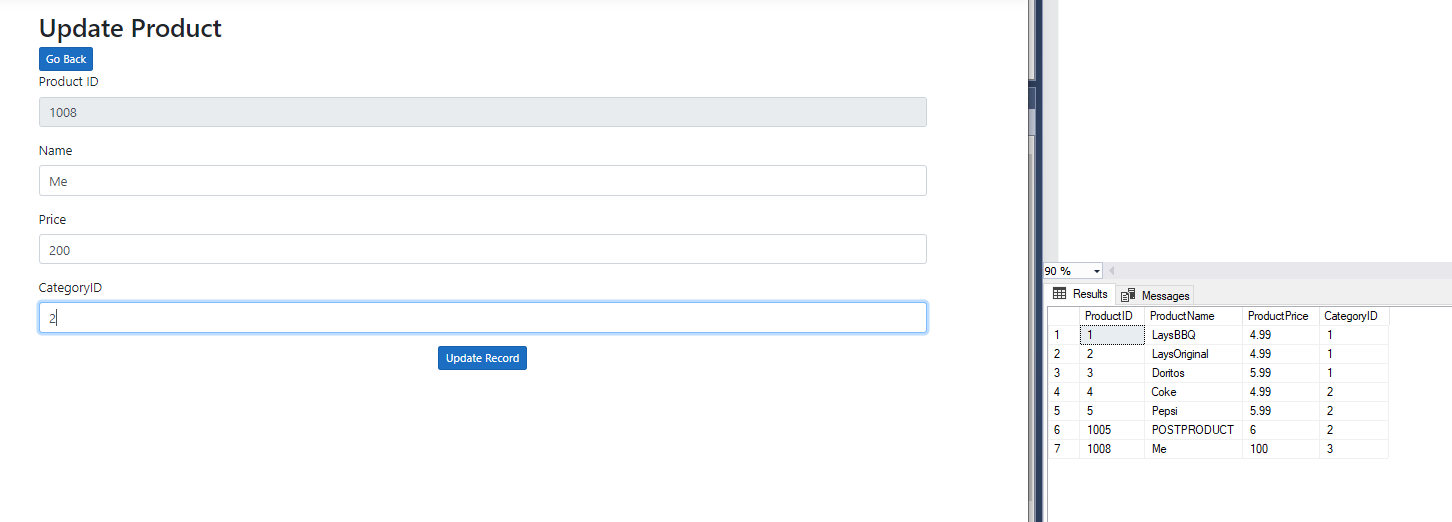 Update Product
Go Back
Product ID
1008
Name
Me
Price
200
CategoryID
2
Update Record
90 %
Results Messages
ProductID ProductName ProductPrice CategoryID
1 1 LaysBBQ 4.99 1
2 2 LaysOriginal 4.99 1
3 3 Doritos 5.99 1
4 4 Coke 4.99 2
5 5 Pepsi 5.99 2
6 1005 POSTPRODUCT 6 2
7 1008 Me 100 3